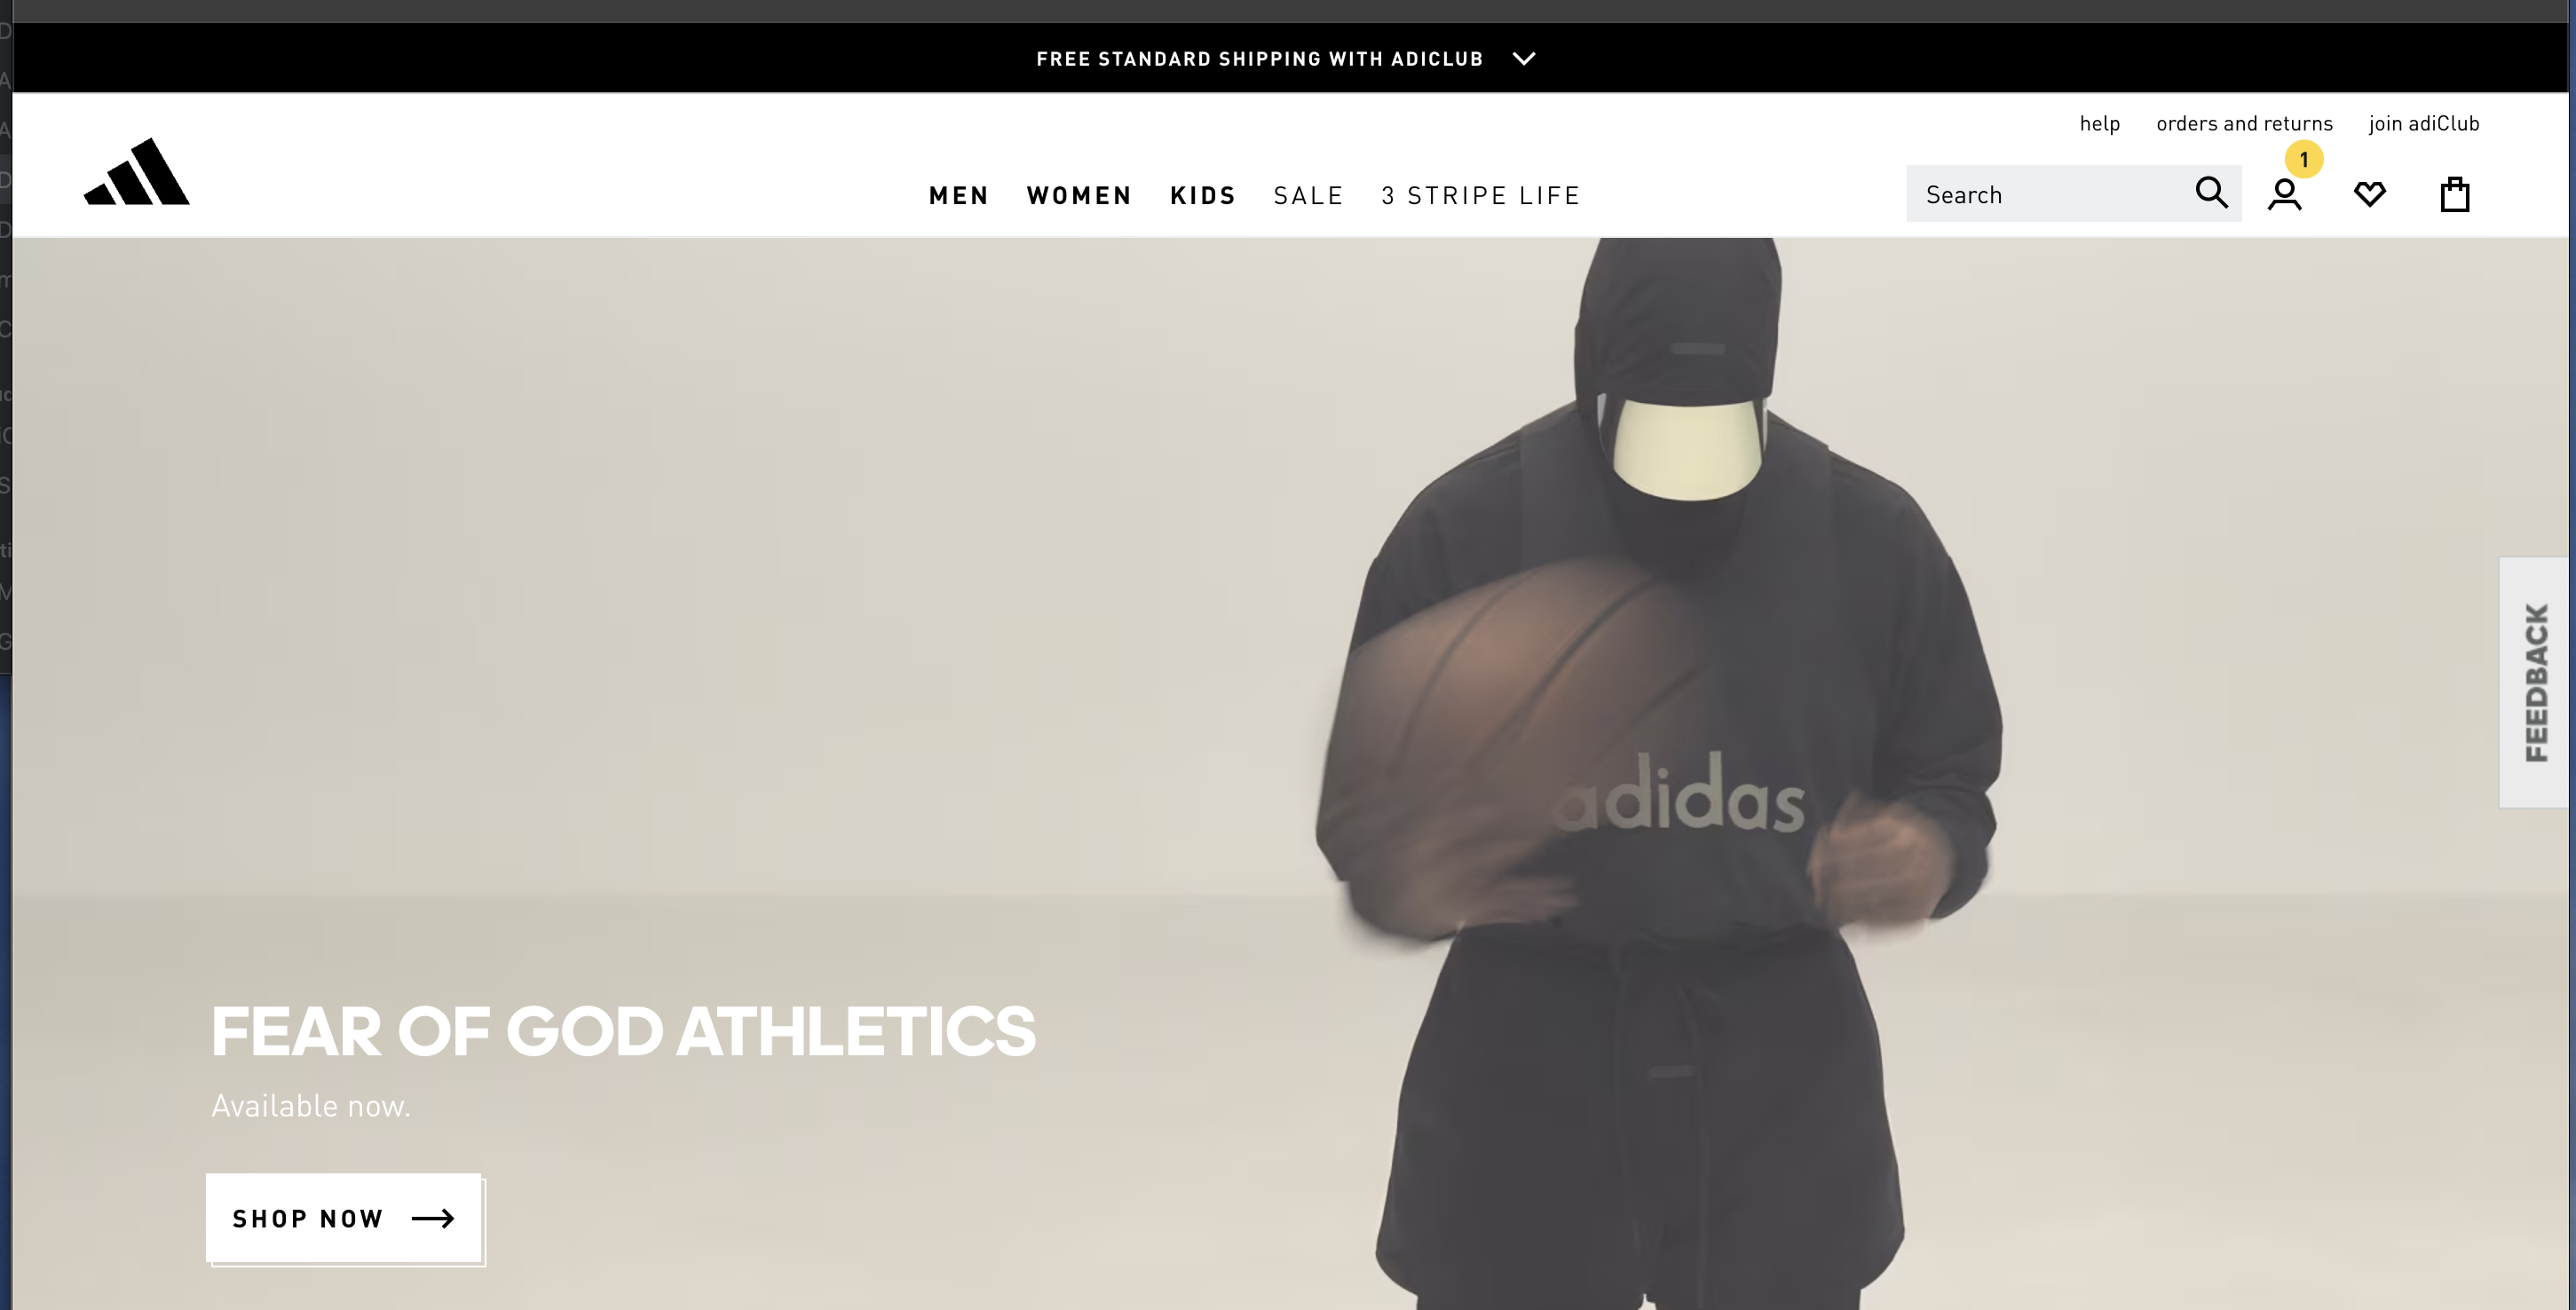 FREE STANDARD SHIPPING WITH ADICLUB
help orders and returns join adiClub
1
MEN WOMEN KIDS SALE 3 STRIPE LIFE
Search
adidas
FEEDBACK
FEAR OF GOD ATHLETICS
Available now.
SHOP NOW